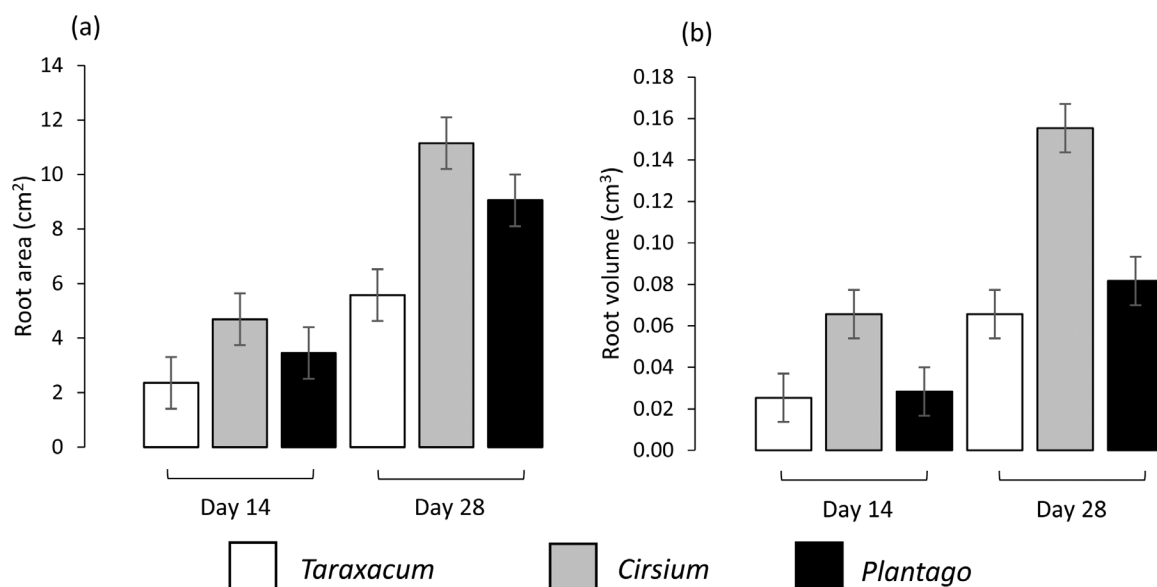 (a)
Root area (cm²)
14
12
10
8
6
4
2
0
Day 14
Day 28
(b)
Root volume (cm³)
0.18
0.16
0.14
0.12
0.10
0.08
0.06
0.04
0.02
0.00
Day 14
Day 28
Taraxacum
Cirsium
Plantago